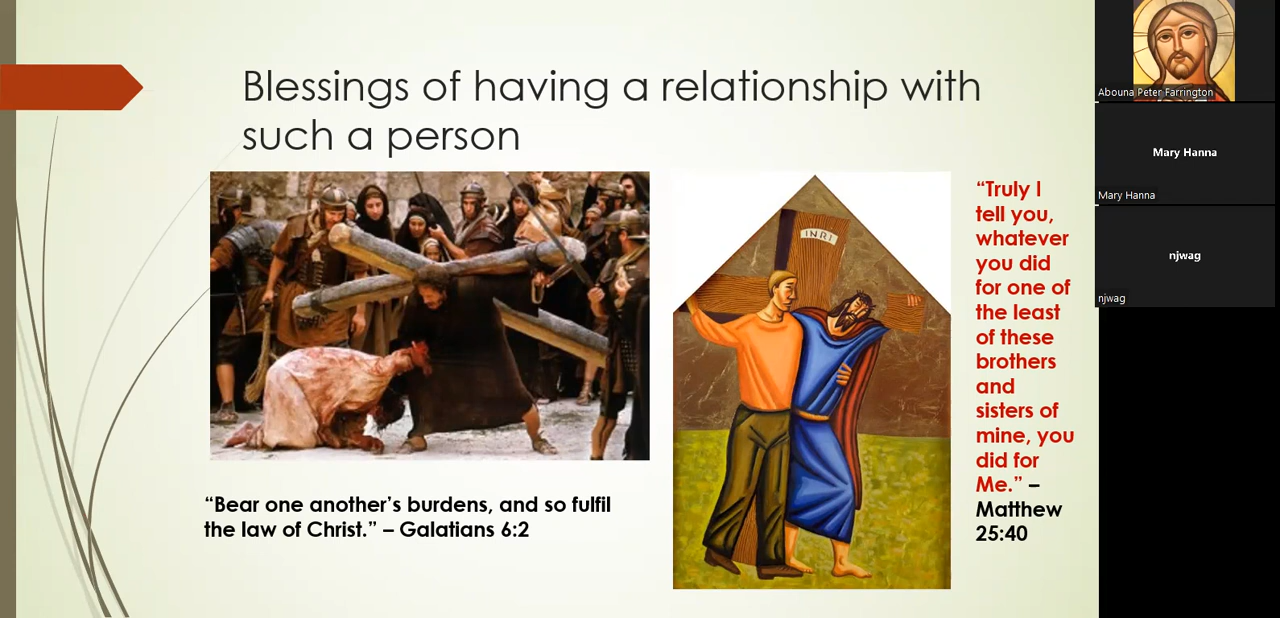 Blessings of having a relationship with
such a person
INRI
“Truly I
tell you,
whatever
you did
for one of
the least
of these
brothers
and
sisters of
mine, you
did for
Me.” –
Matthew
25:40
“Bear one another’s burdens, and so fulfil
the law of Christ.” – Galatians 6:2
Abouna Peter Farrington
Mary Hanna
Mary Hanna
njwag
njwag